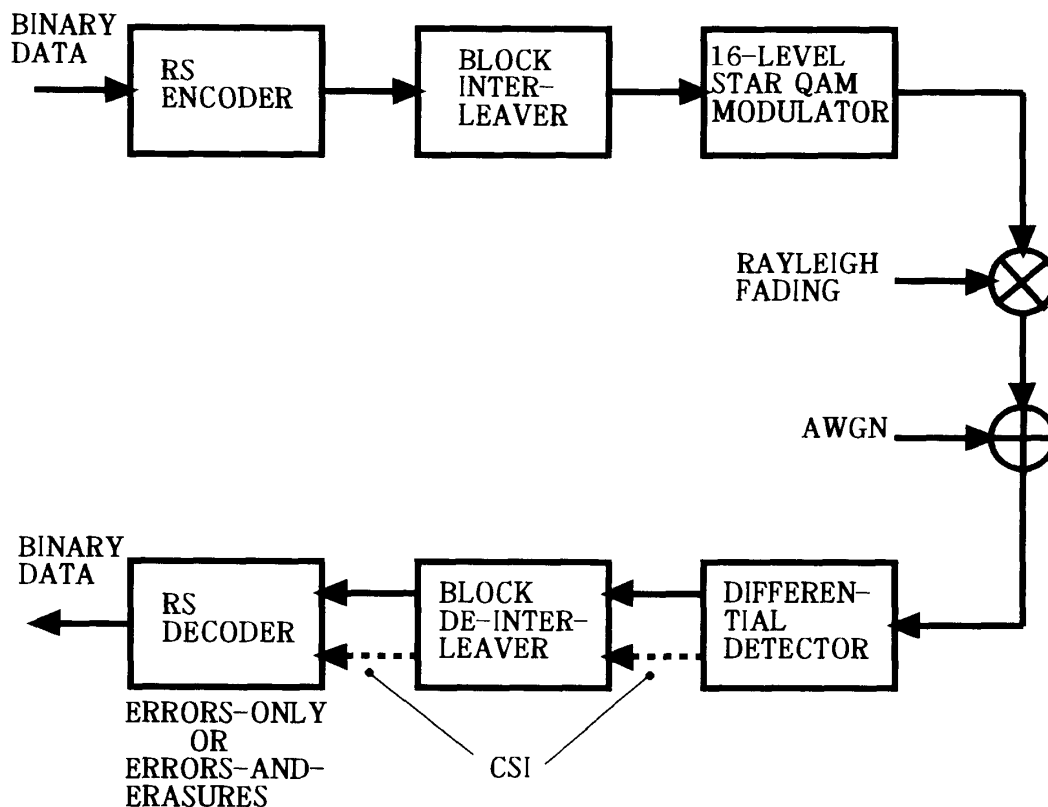 BINARY
DATA
RS
ENCODER
BLOCK
INTER-
LEAVER
16-LEVEL
STAR QAM
MODULATOR
RAYLEIGH
FADING
AWGN
BINARY
DATA
RS
DECODER
BLOCK
DE-INTER-
LEAVER
DIFFEREN-
TIAL
DETECTOR
ERRORS-ONLY
OR
ERRORS-AND-
ERASURES
CSI